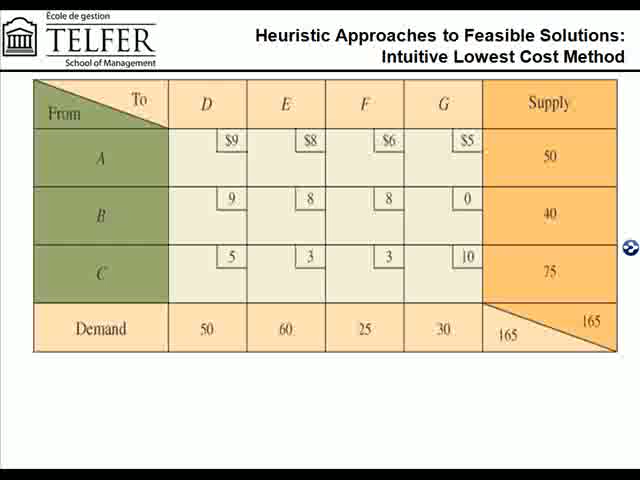 École de gestion
TELFER
School of Management
Heuristic Approaches to Feasible Solutions:
Intuitive Lowest Cost Method
From To D E F G Supply
A $9 $8 $6 $5 50
B 9 8 8 0 40
C 5 3 3 10 75
Demand 50 60 25 30 165 165